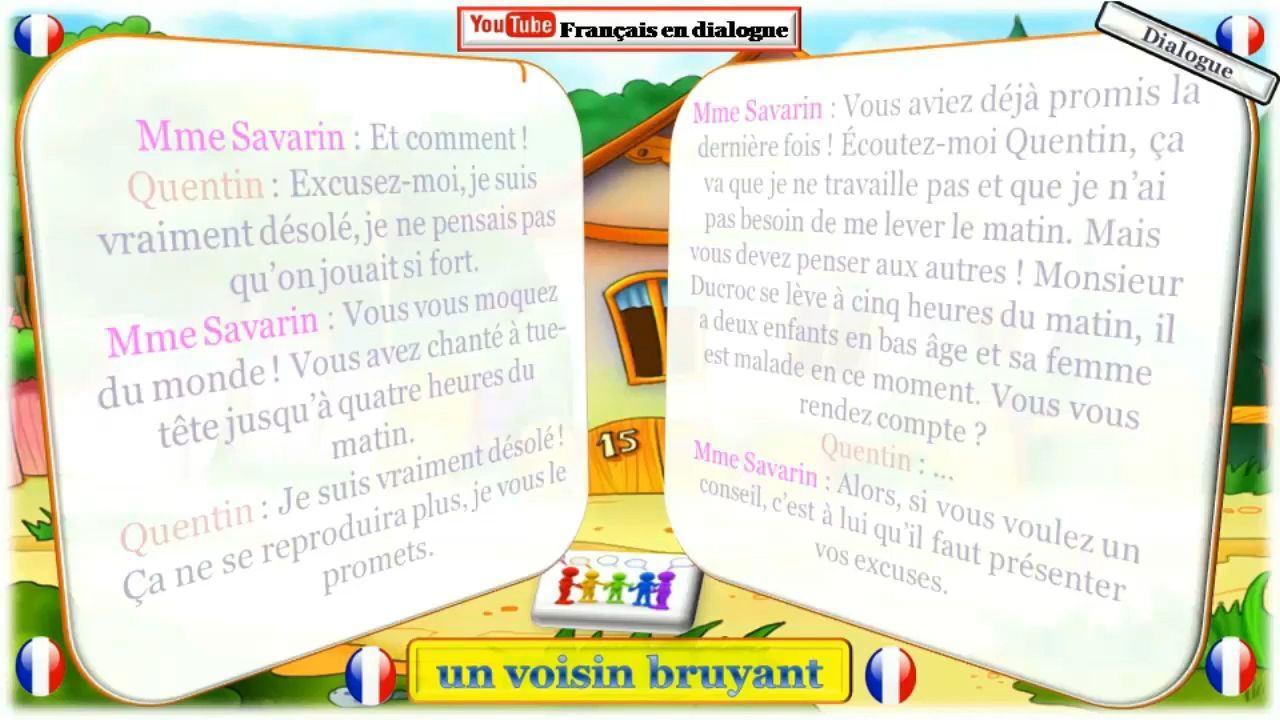 YouTube Français en dialogue
Dialogue
Mme Savarin : Et comment !
Quentin : Excusez-moi, je suis
vraiment désolé, je ne pensais pas
qu'on jouait si fort.
Mme Savarin : Vous vous moquez
du monde ! Vous avez chanté à tue-
tête jusqu'à quatre heures du
matin.
Quentin : Je suis vraiment désolé !
Ça ne se reproduira plus, je vous le
promets.
Mme Savarin : Vous aviez déjà promis la
dernière fois ! Écoutez-moi Quentin, ça
va que je ne travaille pas et que je n'ai
pas besoin de me lever le matin. Mais
vous devez penser aux autres ! Monsieur
Ducroc se lève à cinq heures du matin, il
a deux enfants en bas âge et sa femme
est malade en ce moment. Vous vous
rendez compte ?
Quentin : ...
Mme Savarin : Alors, si vous voulez un
conseil, c'est à lui qu'il faut présenter
vos excuses.
15
un voisin bruyant